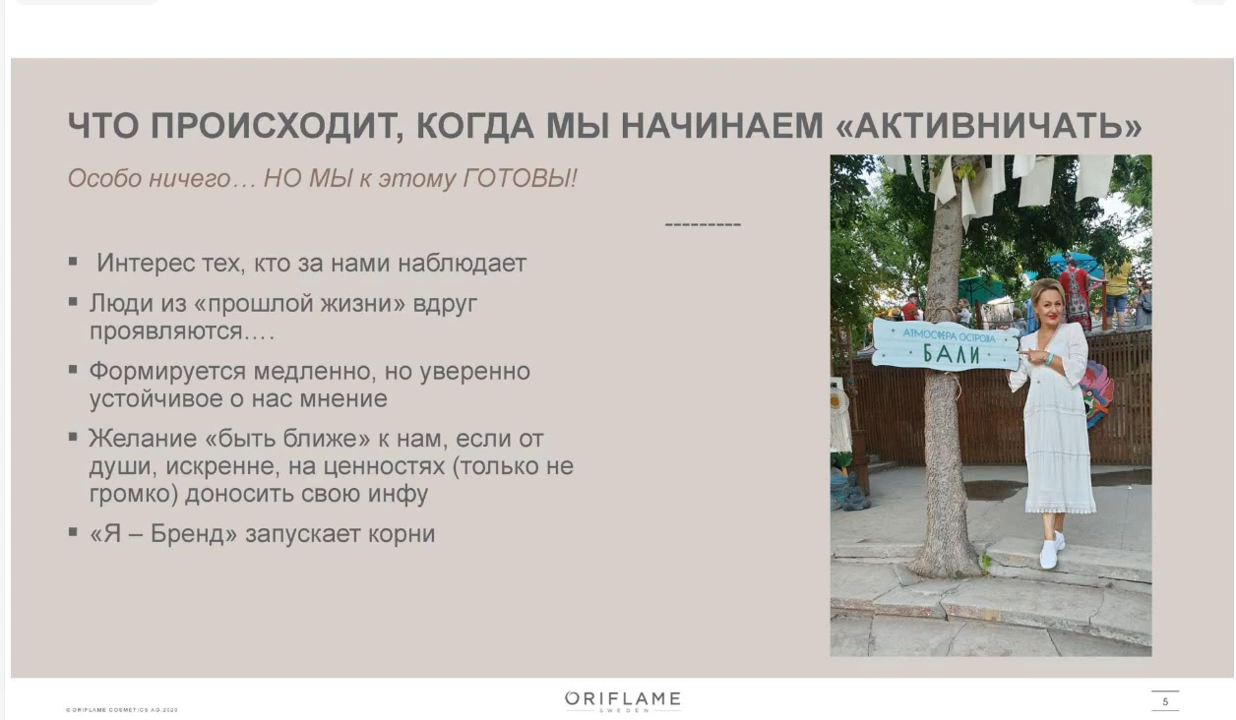 ЧТО ПРОИСХОДИТ, КОГДА МЫ НАЧИНАЕМ «АКТИВНИЧАТЬ»
Особо ничего… НО МЫ к этому ГОТОВЫ!
---------
Интерес тех, кто за нами наблюдает
Люди из «прошлой жизни» вдруг
проявляются….
Формируется медленно, но уверенно
устойчивое о нас мнение
Желание «быть ближе» к нам, если от
души, искренне, на ценностях (только не
громко) доносить свою инфу
«Я – Бренд» запускает корни
АТМОСФЕРА ОСТРОВА
БАЛИ
© ORIFLAME COSMETICS AG, 2020
ORIFLAME
SWEDEN
5